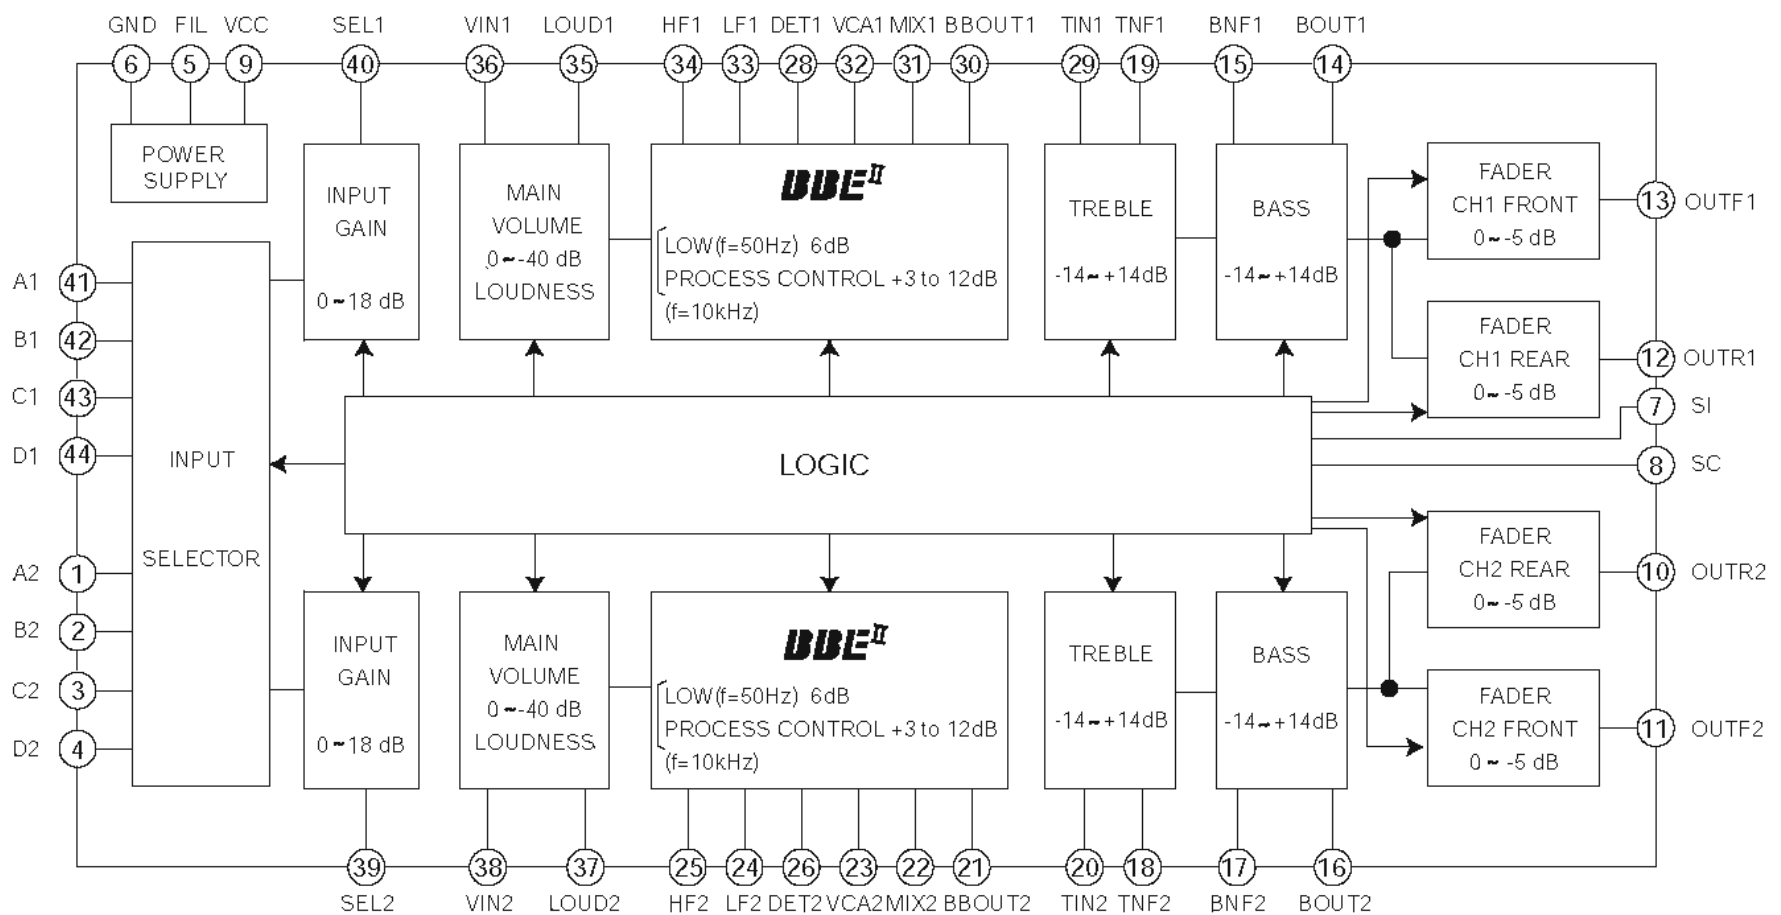 GND FIL VCC SEL1 VIN1 LOUD1 HF1 LF1 DET1 VCA1 MIX1 BBOUT1 TIN1 TNF1 BNF1 BOUT1
6 5 9 40 36 35 34 33 28 32 31 30 29 19 15 14
POWER
SUPPLY
INPUT
GAIN
0~18 dB
MAIN
VOLUME
0~-40 dB
LOUDNESS
BBE II
LOW(f=50Hz) 6dB
PROCESS CONTROL +3 to 12dB
(f=10kHz)
TREBLE
-14~+14dB
BASS
-14~+14dB
FADER
CH1 FRONT
0~-5 dB
13 OUTF1
FADER
CH1 REAR
0~-5 dB
12 OUTR1
7 SI
8 SC
A1 41
B1 42
C1 43
D1 44
INPUT
SELECTOR
LOGIC
A2 1
B2 2
C2 3
D2 4
INPUT
GAIN
0~18 dB
MAIN
VOLUME
0~-40 dB
LOUDNESS
BBE II
LOW(f=50Hz) 6dB
PROCESS CONTROL +3 to 12dB
(f=10kHz)
TREBLE
-14~+14dB
BASS
-14~+14dB
FADER
CH2 REAR
0~-5 dB
10 OUTR2
FADER
CH2 FRONT
0~-5 dB
11 OUTF2
39 38 37 25 24 26 23 22 21 20 18 17 16
SEL2 VIN2 LOUD2 HF2 LF2 DET2 VCA2 MIX2 BBOUT2 TIN2 TNF2 BNF2 BOUT2